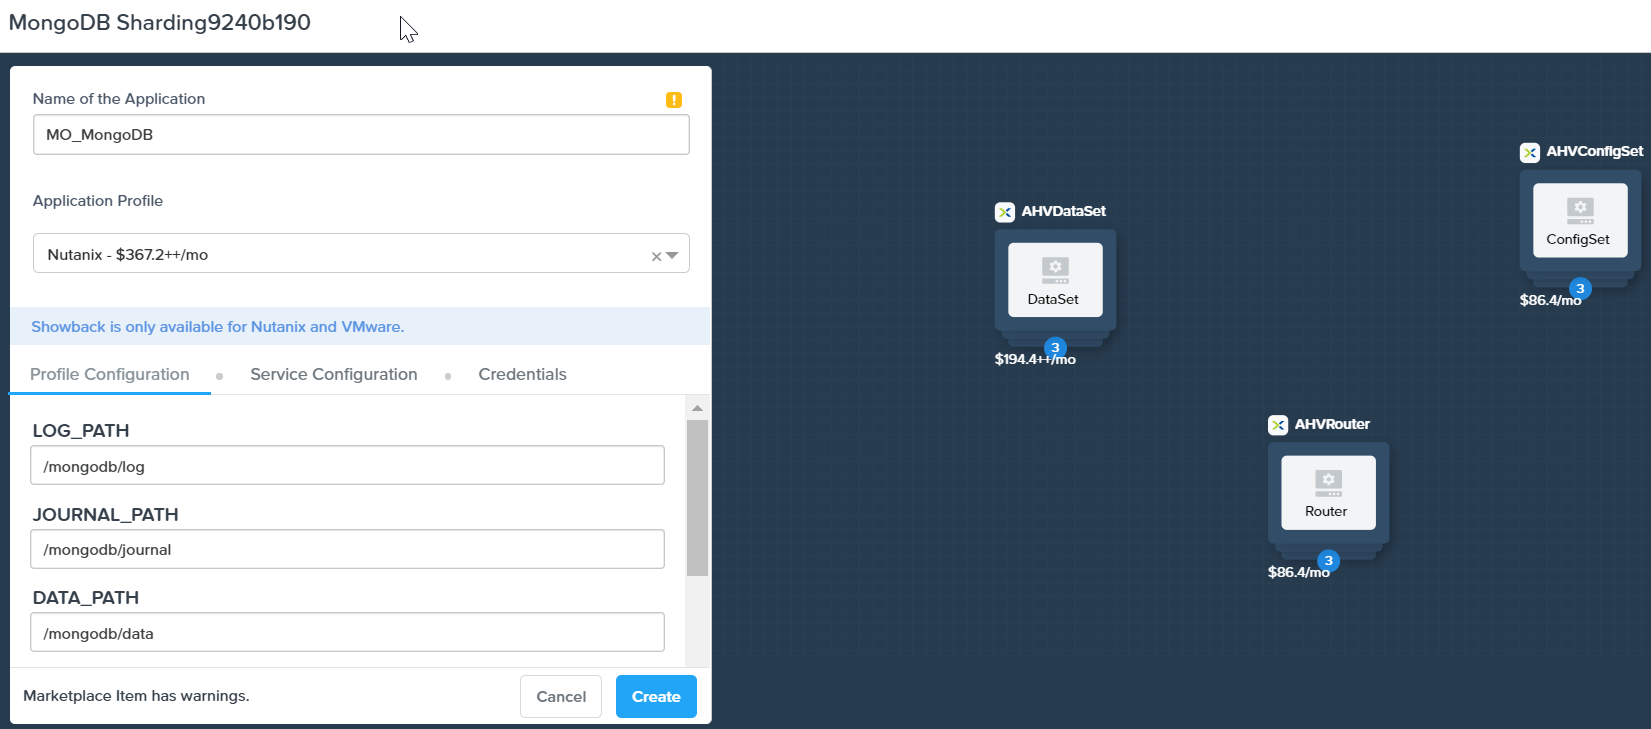 MongoDB Sharding9240b190
Name of the Application
!
MO_MongoDB
Application Profile
Nutanix - $367.2++/mo
Showback is only available for Nutanix and VMware.
Profile Configuration
Service Configuration
Credentials
LOG_PATH
/mongodb/log
JOURNAL_PATH
/mongodb/journal
DATA_PATH
/mongodb/data
Marketplace Item has warnings.
Cancel
Create
AHVDataSet
DataSet
3
$194.4++/mo
AHVConfigSet
ConfigSet
3
$86.4/mo
AHVRouter
Router
3
$86.4/mo